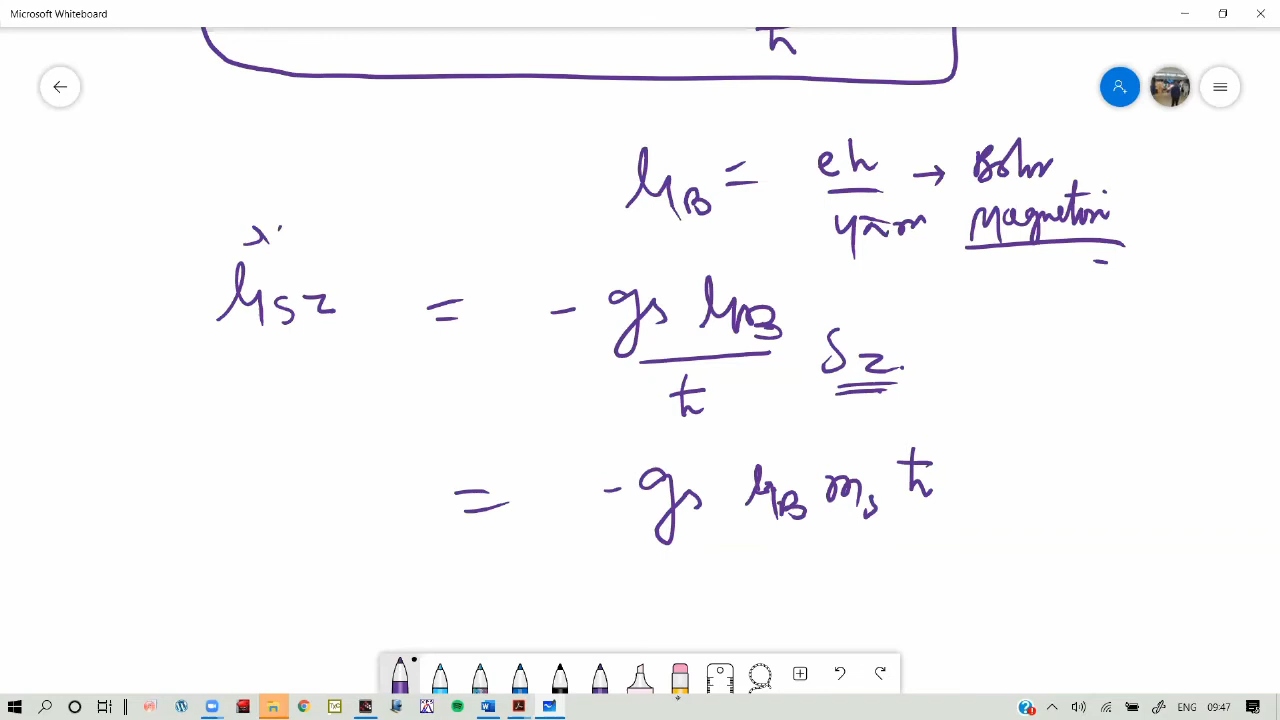 Microsoft Whiteboard
ħ
μB = eh / 4πm → Bohr
Magneton
μsz = - gs μB / ħ Sz.
= - gs μB ms ħ
ENG 09:47